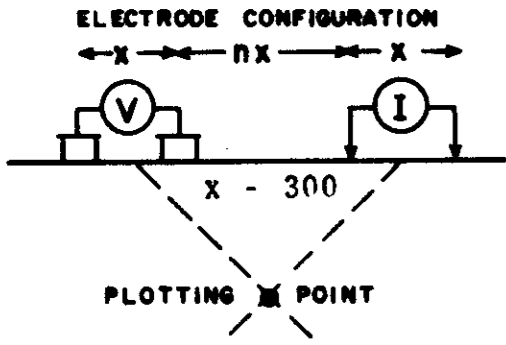 ELECTRODE CONFIGURATION
x nx x
V I
x - 300
PLOTTING POINT